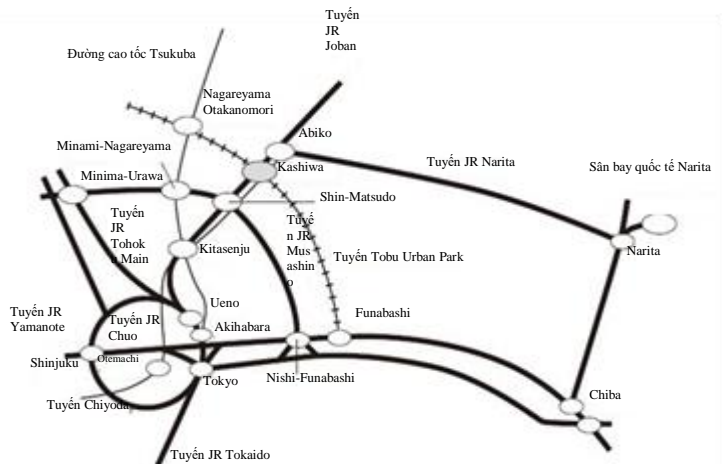 Tuyến
JR
Joban
Đường cao tốc Tsukuba
Nagareyama
Otakanomori
Abiko
Minami-Nagareyama
Kashiwa
Tuyến JR Narita
Sân bay quốc tế Narita
Minima-Urawa
Shin-Matsudo
Tuyến
JR
Tohok
u Main
Tuyế
n JR
Mus
ashin
o
Kitasenju
Tuyến Tobu Urban Park
Narita
Ueno
Tuyến JR
Yamanote
Tuyến JR
Chuo
Akihabara
Funabashi
Shinjuku
Otemachi
Tokyo
Nishi-Funabashi
Chiba
Tuyến Chiyoda
Tuyến JR Tokaido